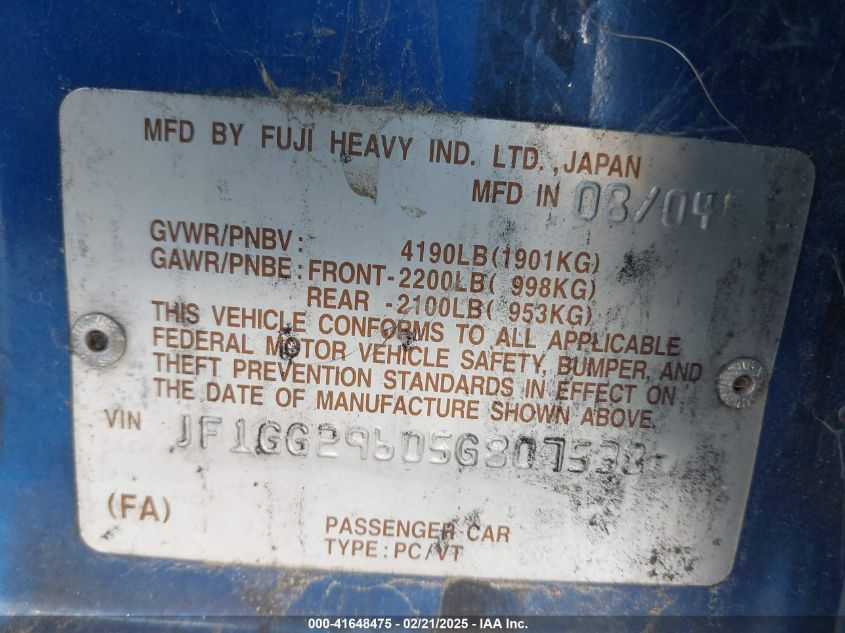 MFD BY FUJI HEAVY IND. LTD., JAPAN
MFD IN 08/04
GVWR/PNBV: 4190LB(1901KG)
GAWR/PNBE: FRONT-2200LB( 998KG)
REAR -2100LB( 953KG)
THIS VEHICLE CONFORMS TO ALL APPLICABLE
FEDERAL MOTOR VEHICLE SAFETY, BUMPER, AND
THEFT PREVENTION STANDARDS IN EFFECT ON
THE DATE OF MANUFACTURE SHOWN ABOVE.
VIN
(FA)
PASSENGER CAR
TYPE: PC/VT
000-41648475 - 02/21/2025 - IAA Inc.